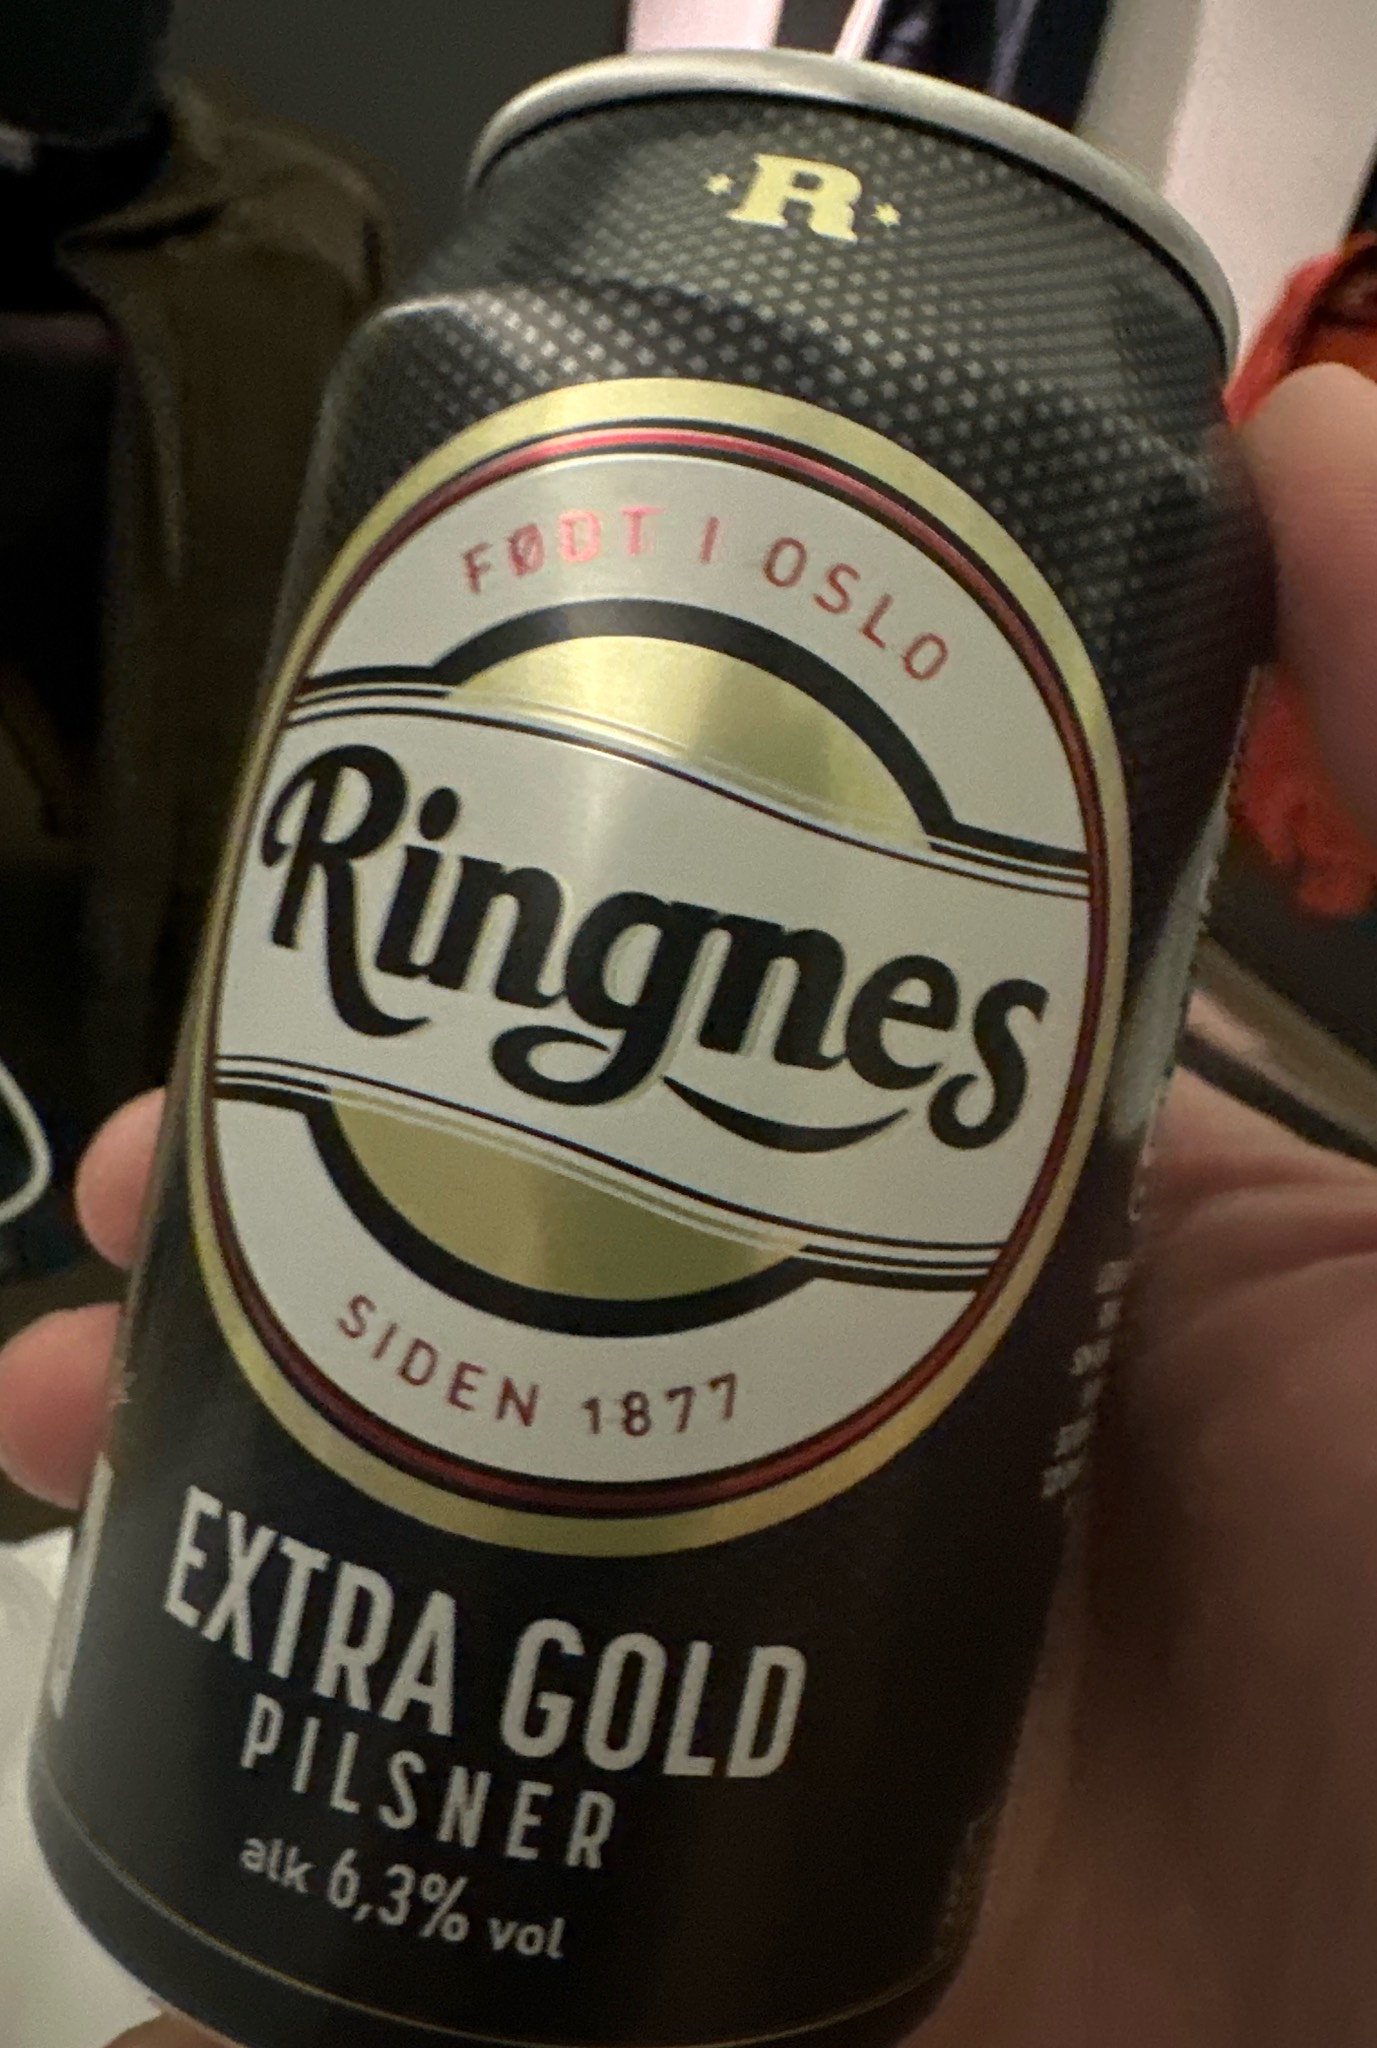 R
FØDT I OSLO
Ringnes
SIDEN 1877
EXTRA GOLD
PILSNER
alk 6,3% vol